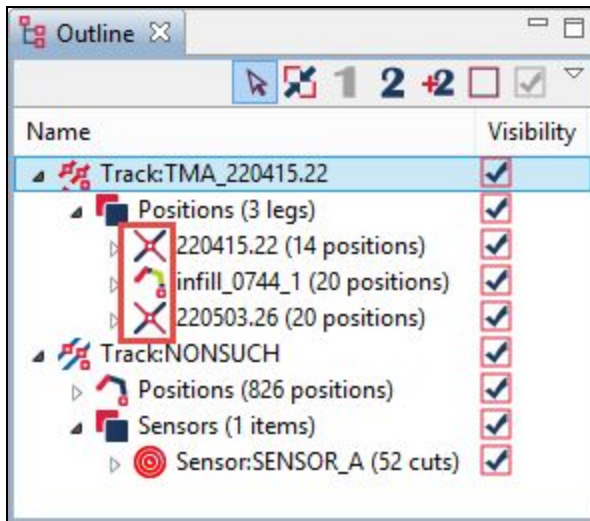 Outline
1 2 +2
Name Visibility
Track:TMA_220415.22
Positions (3 legs)
220415.22 (14 positions)
infill_0744_1 (20 positions)
220503.26 (20 positions)
Track:NONSUCH
Positions (826 positions)
Sensors (1 items)
Sensor:SENSOR_A (52 cuts)